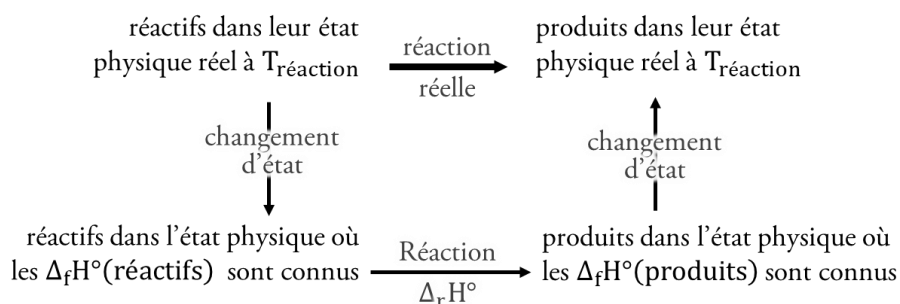 réactifs dans leur état
physique réel à Tréaction
réaction
réelle
produits dans leur état
physique réel à Tréaction
changement
d'état
changement
d'état
réactifs dans l'état physique où
les ΔfH°(réactifs) sont connus
Réaction
ΔrH°
produits dans l'état physique où
les ΔfH°(produits) sont connus